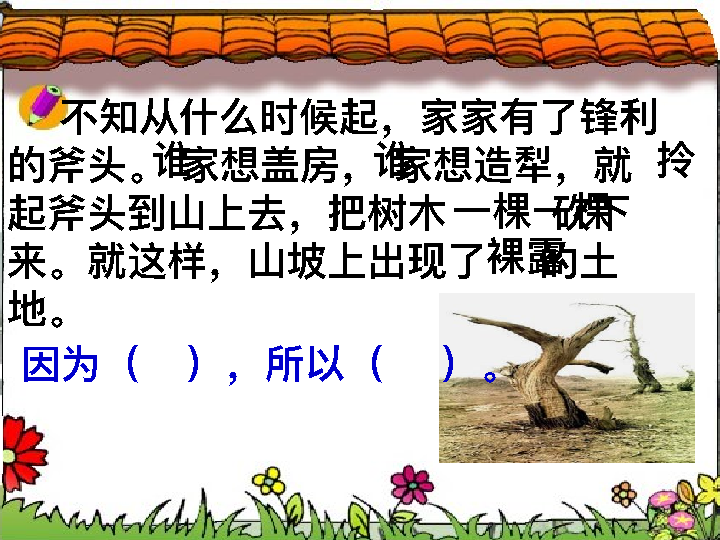 不知从什么时候起，家家有了锋利
的斧头。谁家想盖房，谁家想造犁，就拎
起斧头到山上去，把树木一棵一棵砍下
来。就这样，山坡上出现了裸露的土
地。
因为（ ），所以（ ）。